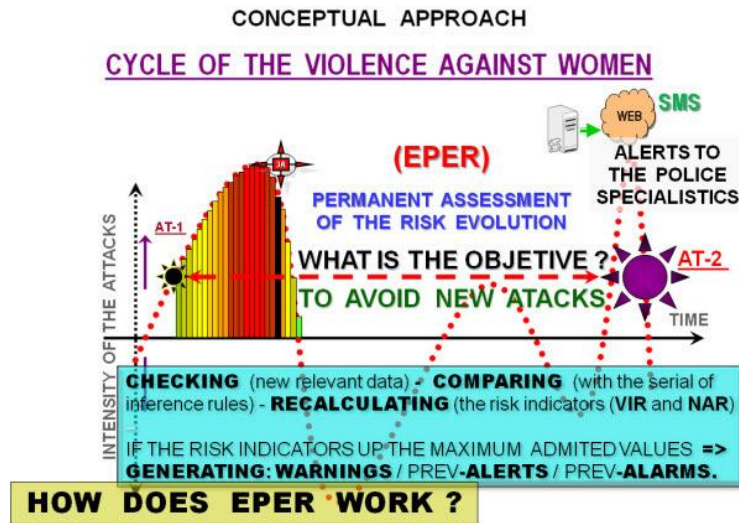 CONCEPTUAL APPROACH
CYCLE OF THE VIOLENCE AGAINST WOMEN
WEB
SMS
ALERTS TO
THE POLICE
SPECIALISTICS
(EPER)
PERMANENT ASSESSMENT
OF THE RISK EVOLUTION
INTENSITY OF THE ATTACKS
AT-1
WHAT IS THE OBJETIVE ?
TO AVOID NEW ATACKS
AT-2
TIME
CHECKING (new relevant data) - COMPARING (with the serial of
inference rules) - RECALCULATING (the risk indicators (VIR and NAR)
IF THE RISK INDICATORS UP THE MAXIMUM ADMITED VALUES =>
GENERATING: WARNINGS / PREV-ALERTS / PREV-ALARMS.
HOW DOES EPER WORK ?